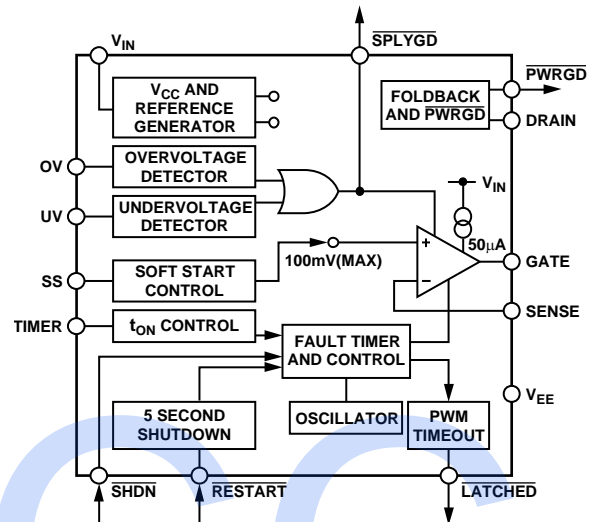 VIN
SPLYGD
PWRGD
VCC AND
REFERENCE
GENERATOR
FOLDBACK
AND PWRGD
DRAIN
OV
OVERVOLTAGE
DETECTOR
VIN
UV
UNDERVOLTAGE
DETECTOR
50µA
+
100mV(MAX)
GATE
SS
SOFT START
CONTROL
−
SENSE
TIMER
tON CONTROL
FAULT TIMER
AND CONTROL
VEE
5 SECOND
SHUTDOWN
OSCILLATOR
PWM
TIMEOUT
SHDN
RESTART
LATCHED